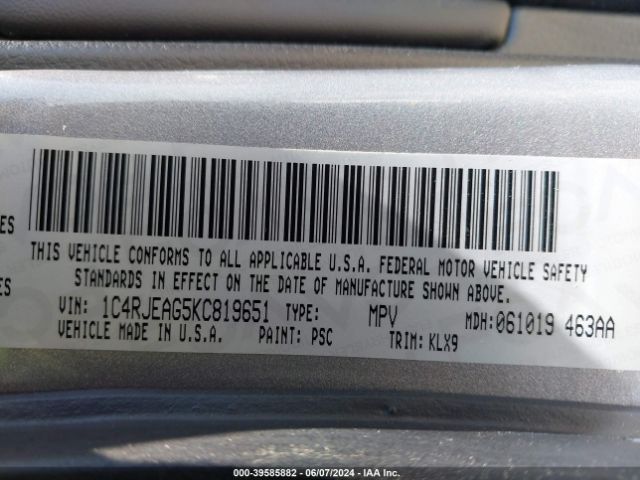 ES
THIS VEHICLE CONFORMS TO ALL APPLICABLE U.S.A. FEDERAL MOTOR VEHICLE SAFETY
ES
STANDARDS IN EFFECT ON THE DATE OF MANUFACTURE SHOWN ABOVE.
VIN: 1C4RJEAG5KC819651 TYPE: MPV MDH:061019 463AA
VEHICLE MADE IN U.S.A. PAINT: PSC TRIM:KLX9
000-39585882 | 06/07/2024 - IAA Inc.